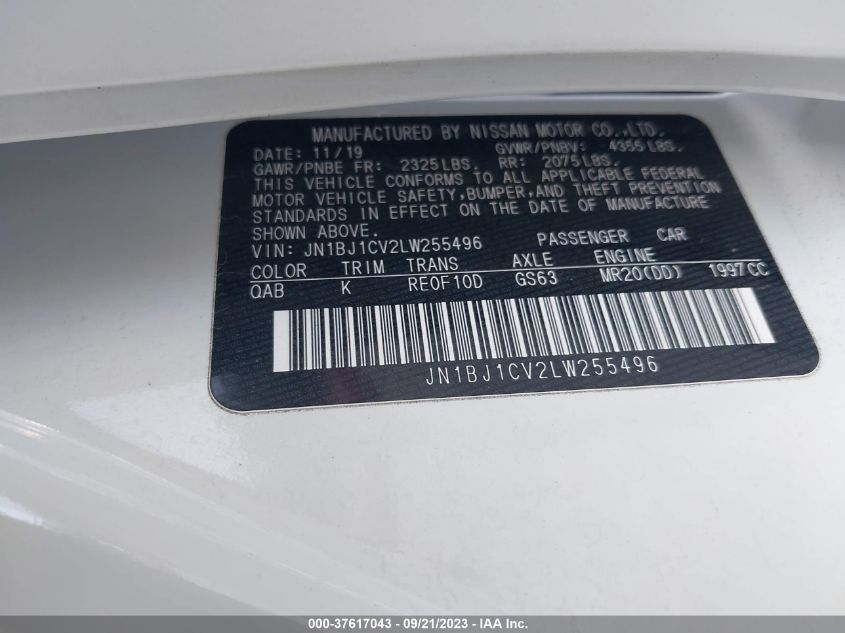 MANUFACTURED BY NISSAN MOTOR CO.,LTD.
DATE: 11/19 GVWR/PNBV: 4355 LBS.
GAWR/PNBE FR: 2325 LBS. RR: 2075 LBS.
THIS VEHICLE CONFORMS TO ALL APPLICABLE FEDERAL
MOTOR VEHICLE SAFETY,BUMPER,AND THEFT PREVENTION
STANDARDS IN EFFECT ON THE DATE OF MANUFACTURE
SHOWN ABOVE.
VIN: JN1BJ1CV2LW255496 PASSENGER CAR
COLOR TRIM TRANS AXLE ENGINE
QAB K RE0F10D GS63 MR20(DD) 1997CC
JN1BJ1CV2LW255496
000-37617043 - 09/21/2023 - IAA Inc.